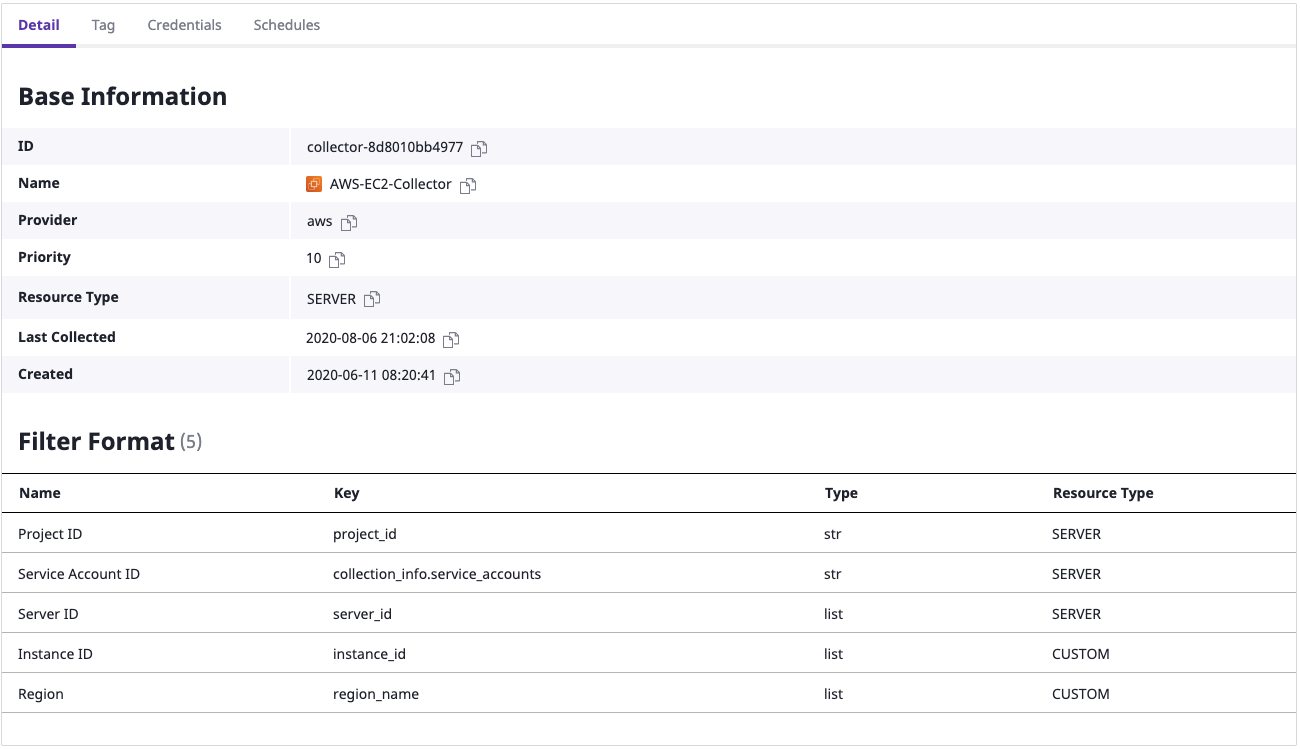 Detail Tag Credentials Schedules
Base Information
ID collector-8d8010bb4977
Name AWS-EC2-Collector
Provider aws
Priority 10
Resource Type SERVER
Last Collected 2020-08-06 21:02:08
Created 2020-06-11 08:20:41
Filter Format (5)
Name Key Type Resource Type
Project ID project_id str SERVER
Service Account ID collection_info.service_accounts str SERVER
Server ID server_id list SERVER
Instance ID instance_id list CUSTOM
Region region_name list CUSTOM